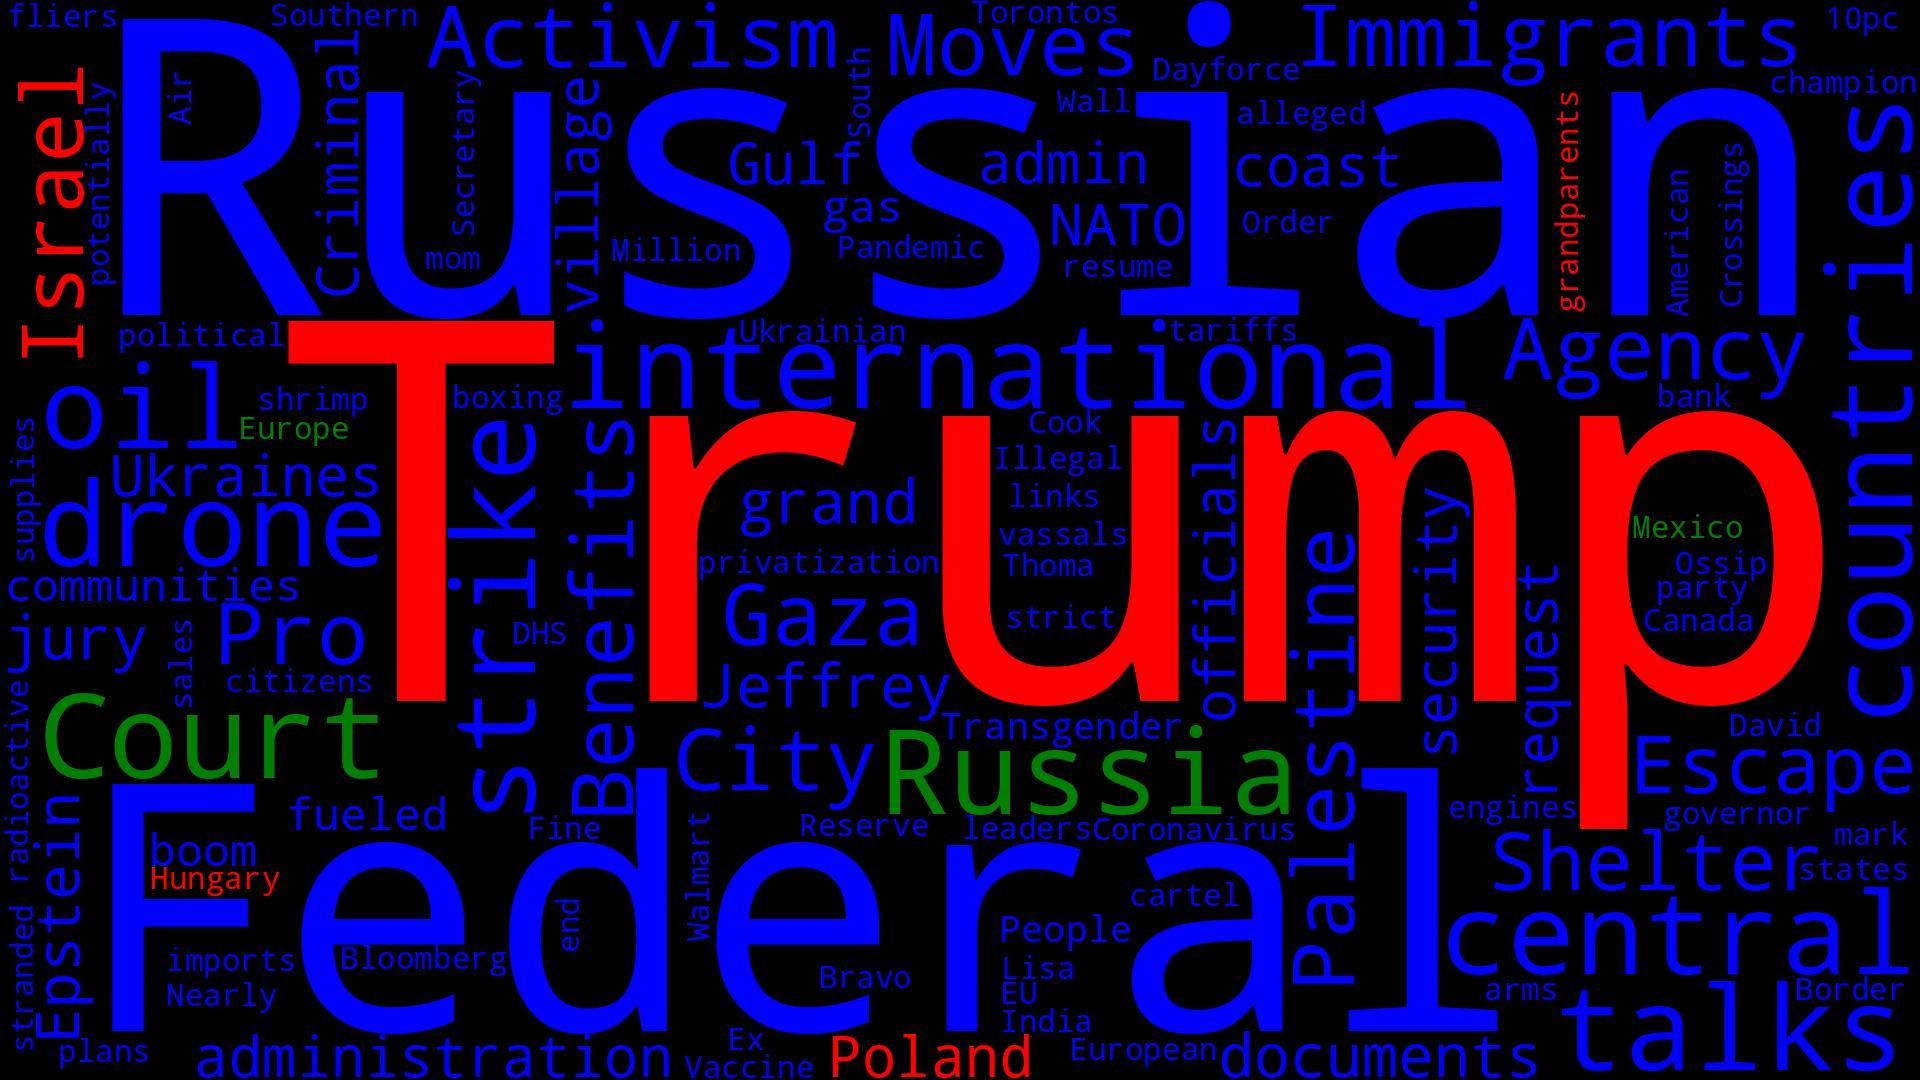 fliers
Southern
Activism
Torontos
Moves
Immigrants
10pc
Dayforce
champion
Israel
potentially
Air
Russian
Criminal
Secretary
village
South
Wall
alleged
grandparents
American
Crossings
countries
Gulf
admin
coast
gas
NATO
Order
mom
Million
Pandemic
resume
political
Trump
international
Ukrainian
tariffs
Agency
oil
shrimp
Europe
boxing
bank
supplies
Ukraines
drone
strike
Benefits
grand
Cook
Illegal
links
vassals
Thoma
strict
officials
Palestine
security
request
Mexico
Ossip
party
Canada
communities
privatization
Gaza
jury
Pro
sales
citizens
DHS
Jeffrey
radioactive
Court
City
Transgender
Russia
David
Escape
Epstein
Federal
fueled
boom
Hungary
Fine
Walmart
Reserve
leaders
Coronavirus
engines
governor
mark
Shelter
states
stranded
imports
Nearly
Bloomberg
end
Bravo
cartel
People
Lisa
EU
India
central
arms
Border
talks
plans
administration
Ex
Vaccine
Poland
European
documents